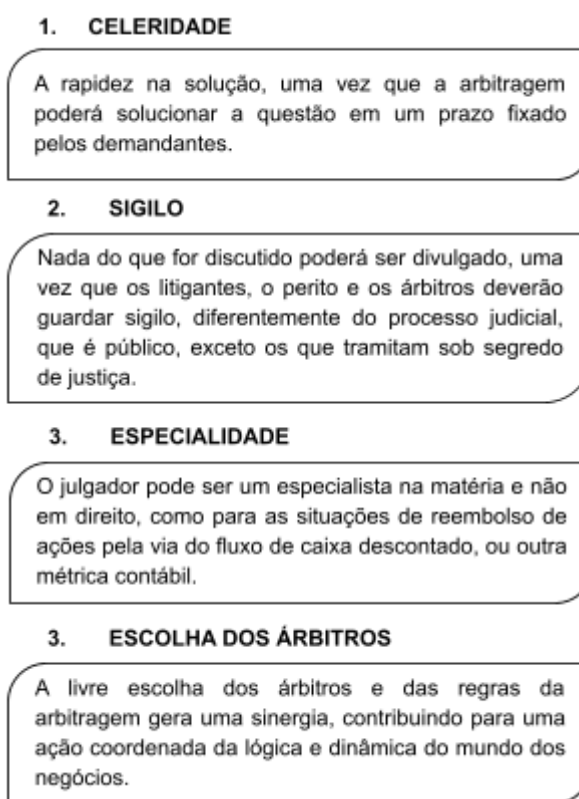 1. CELERIDADE
A rapidez na solução, uma vez que a arbitragem
poderá solucionar a questão em um prazo fixado
pelos demandantes.
2. SIGILO
Nada do que for discutido poderá ser divulgado, uma
vez que os litigantes, o perito e os árbitros deverão
guardar sigilo, diferentemente do processo judicial,
que é público, exceto os que tramitam sob segredo
de justiça.
3. ESPECIALIDADE
O julgador pode ser um especialista na matéria e não
em direito, como para as situações de reembolso de
ações pela via do fluxo de caixa descontado, ou outra
métrica contábil.
3. ESCOLHA DOS ÁRBITROS
A livre escolha dos árbitros e das regras da
arbitragem gera uma sinergia, contribuindo para uma
ação coordenada da lógica e dinâmica do mundo dos
negócios.